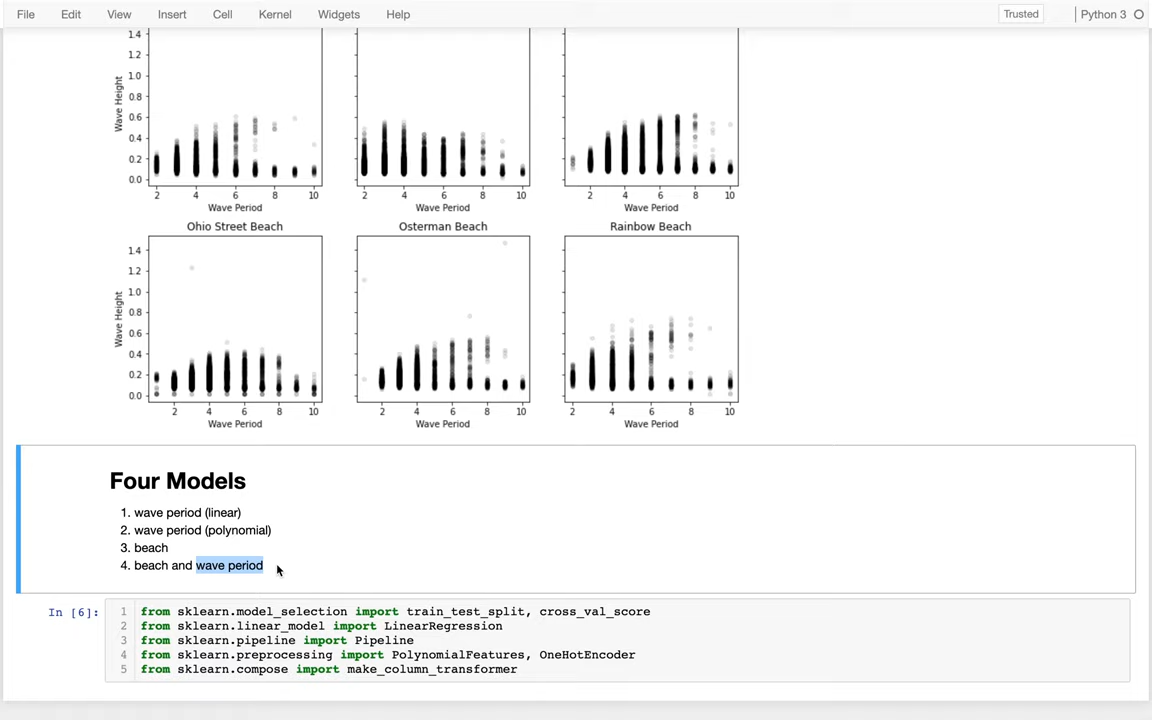 File Edit View Insert Cell Kernel Widgets Help Trusted Python 3
1.4 1.2 1.0 0.8 0.6 0.4 0.2 0.0
Wave Height
2 4 6 8 10 2 4 6 8 10 2 4 6 8 10
Wave Period Wave Period Wave Period
Ohio Street Beach Osterman Beach Rainbow Beach
1.4 1.2 1.0 0.8 0.6 0.4 0.2 0.0
Wave Height
2 4 6 8 10 2 4 6 8 10 2 4 6 8 10
Wave Period Wave Period Wave Period
Four Models
1. wave period (linear)
2. wave period (polynomial)
3. beach
4. beach and wave period
In [6]: 1 from sklearn.model_selection import train_test_split, cross_val_score
2 from sklearn.linear_model import LinearRegression
3 from sklearn.pipeline import Pipeline
4 from sklearn.preprocessing import PolynomialFeatures, OneHotEncoder
5 from sklearn.compose import make_column_transformer